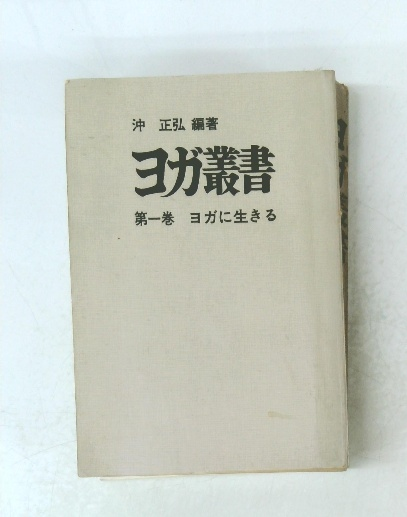 沖 正弘 編著
ヨガ叢書
第一巻 ヨガに生きる